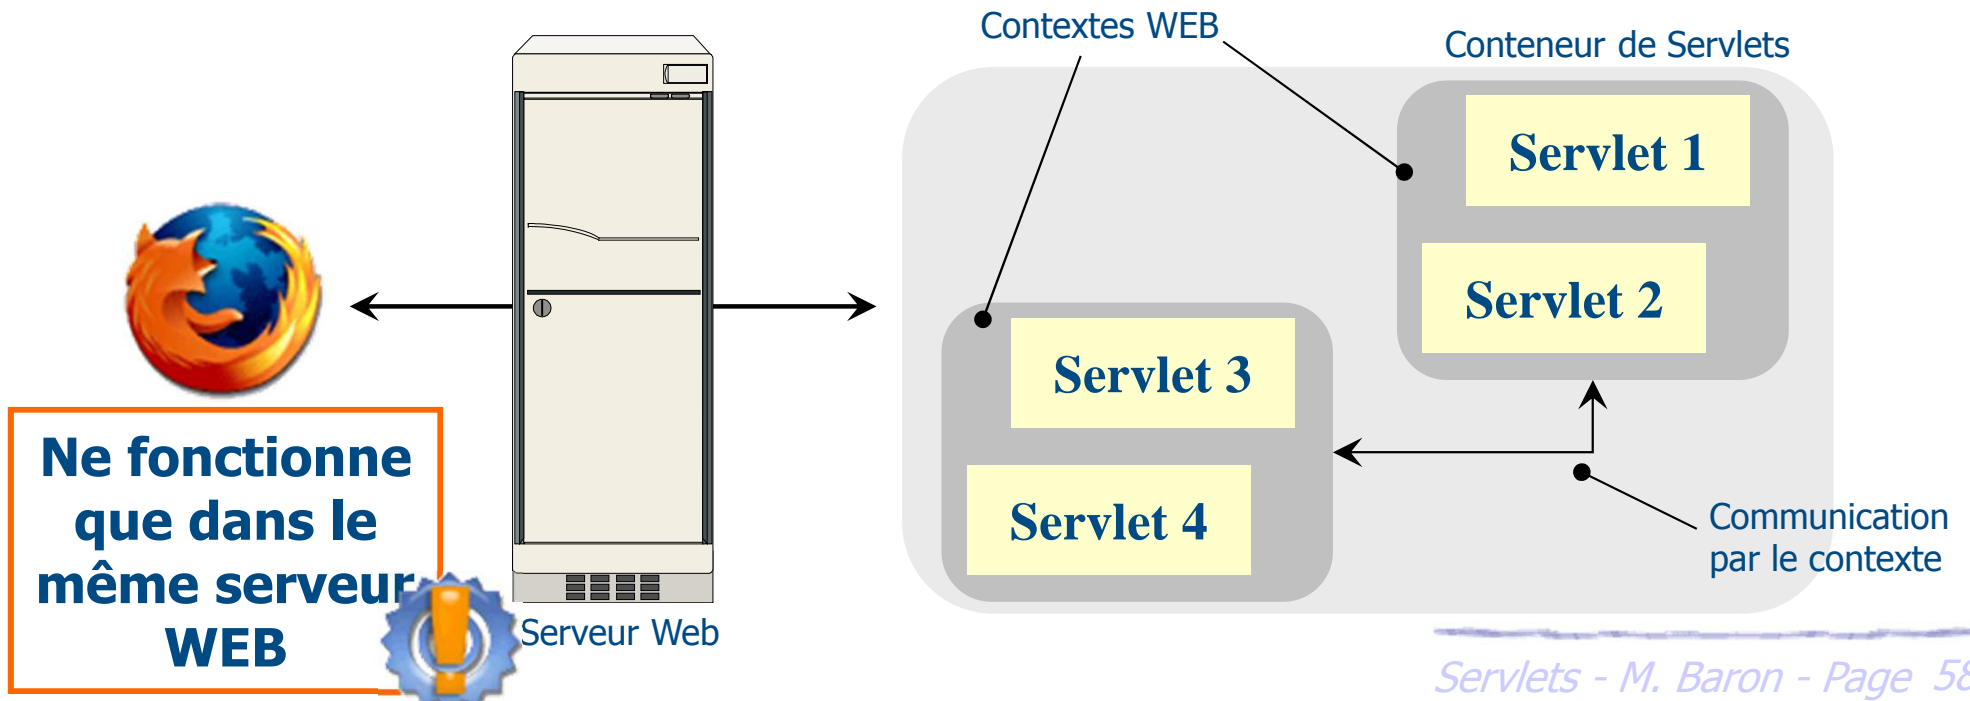 Contextes WEB
Conteneur de Servlets
Servlet 1
Servlet 2
Servlet 3
Servlet 4
Ne fonctionne
que dans le
même serveur
WEB
Serveur Web
Communication
par le contexte
Servlets - M. Baron - Page 58